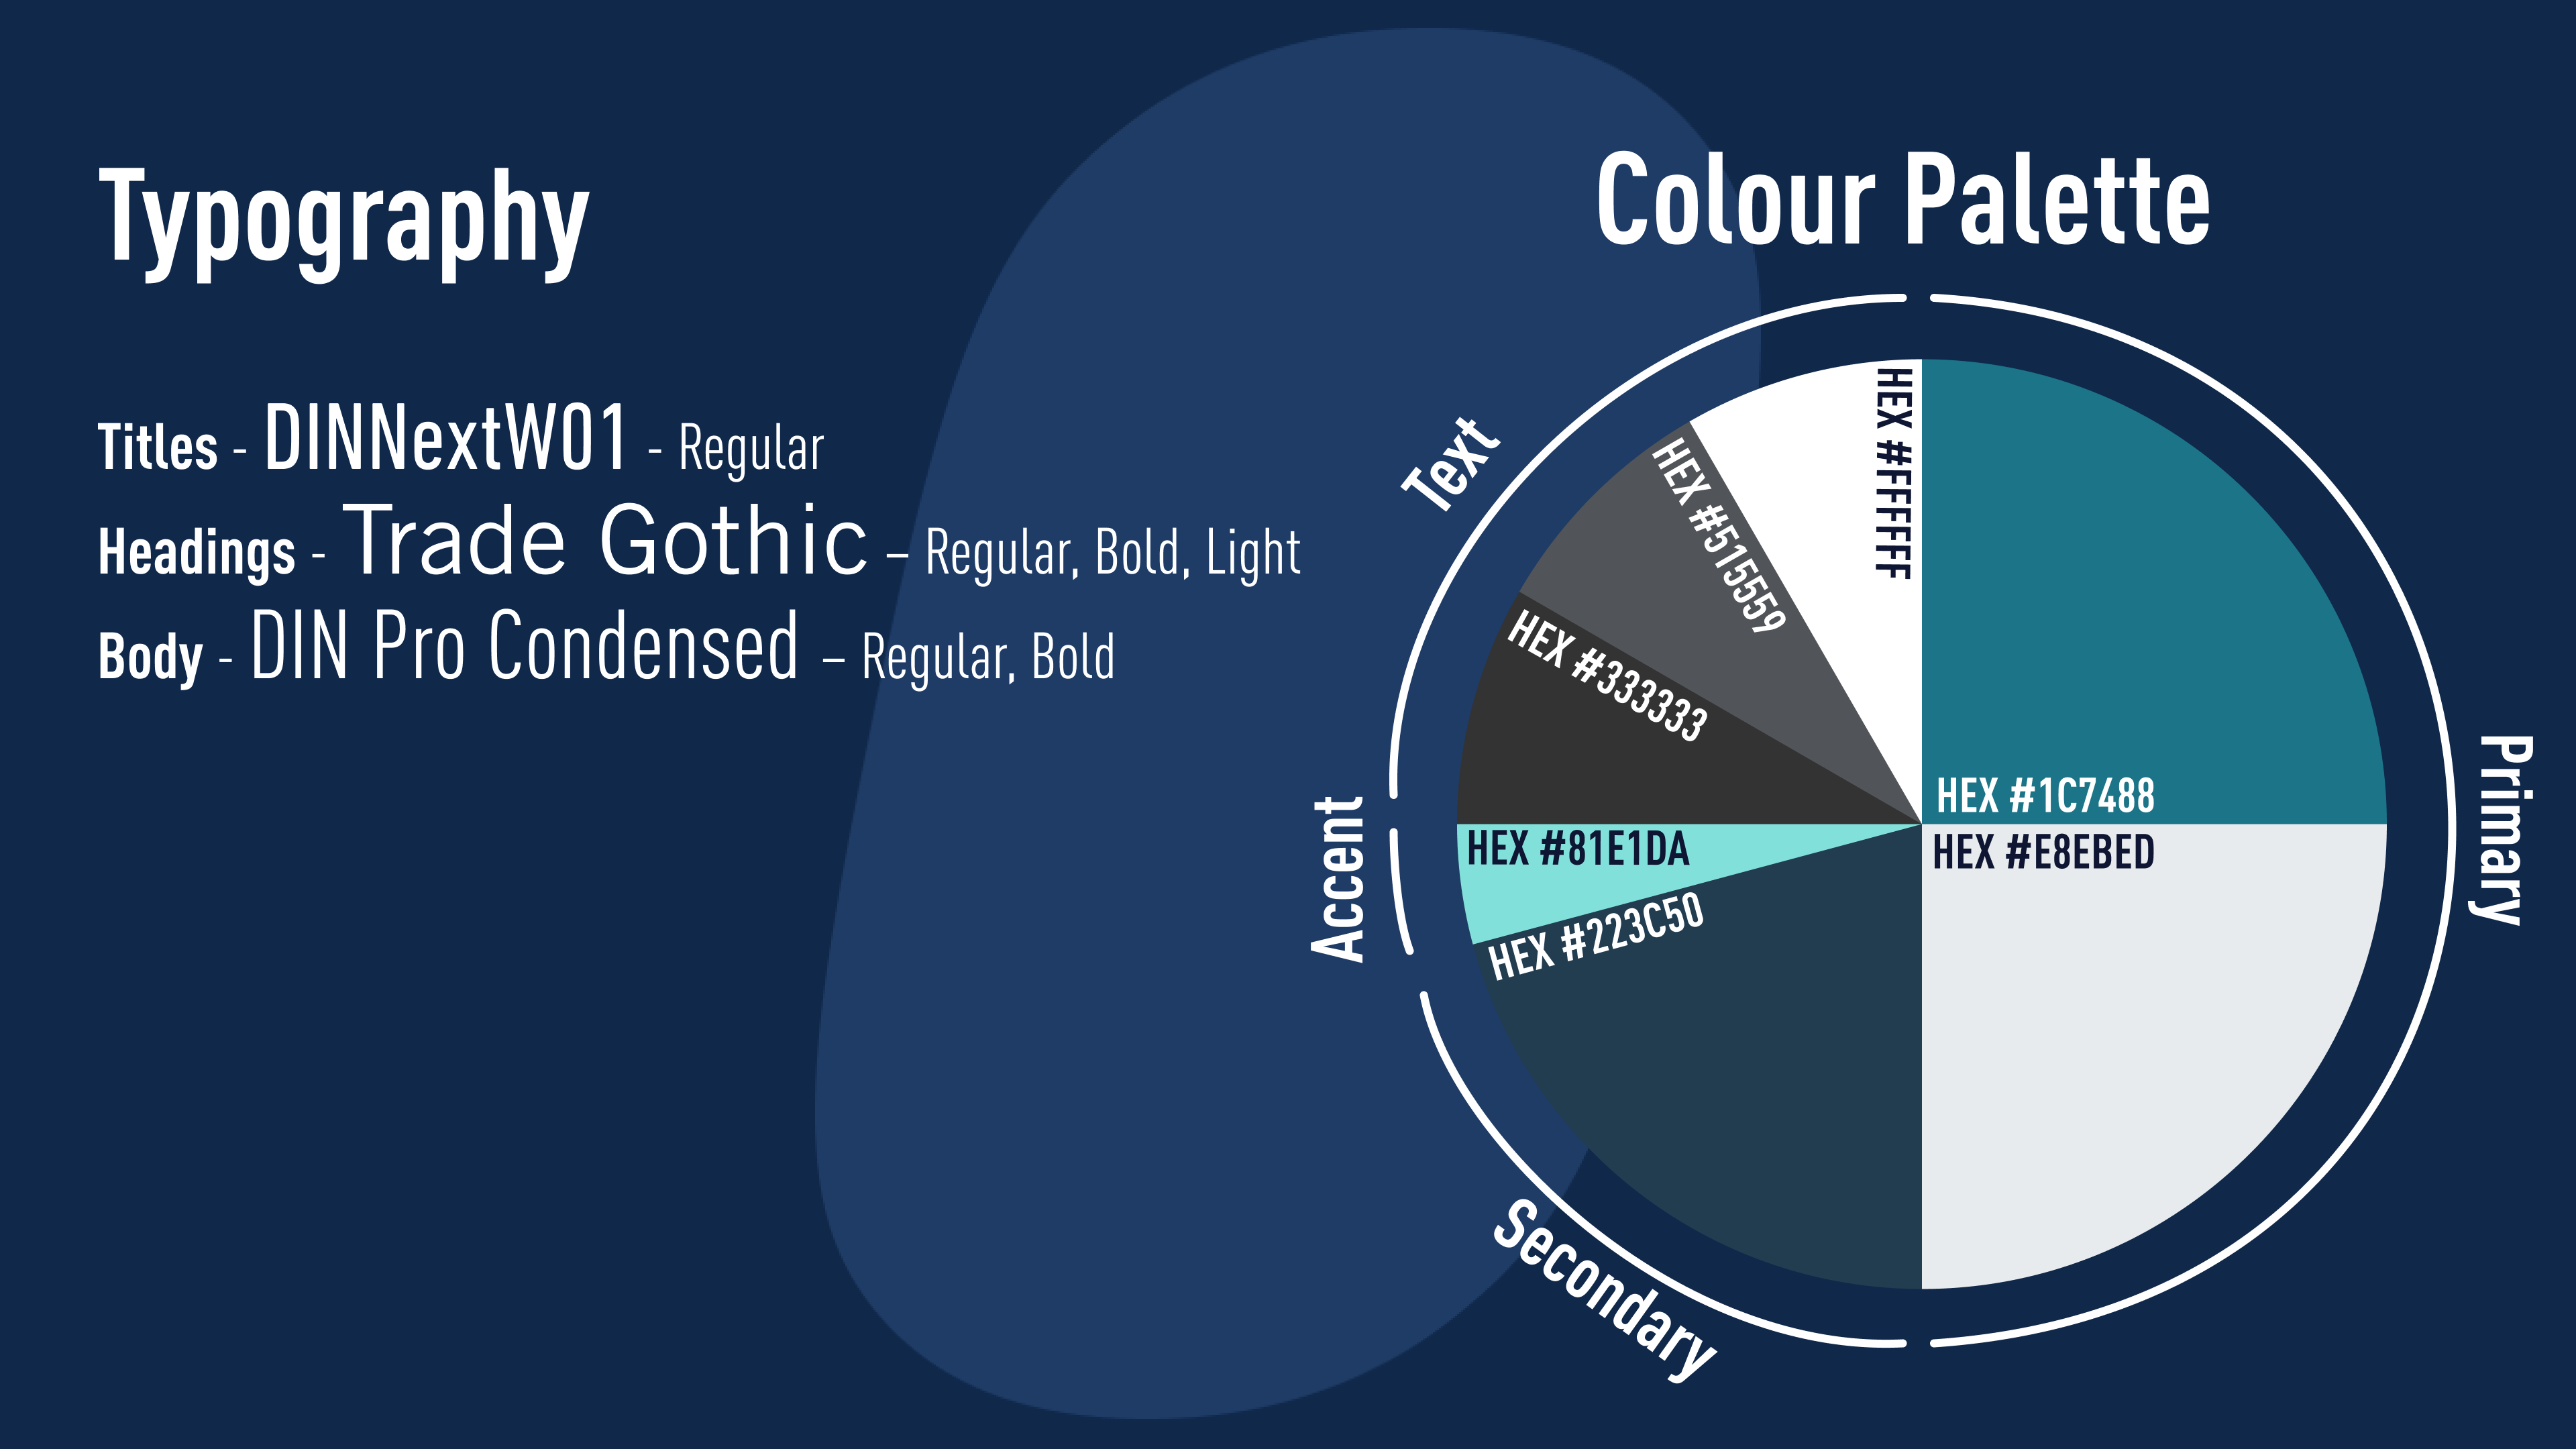 Typography
Titles - DINNextW01 - Regular
Headings - Trade Gothic – Regular, Bold, Light
Body - DIN Pro Condensed – Regular, Bold
Colour Palette
Text
HEX #FFFFFF
HEX #515559
HEX #333333
Primary
HEX #1C7488
HEX #E8EBED
Accent
HEX #81E1DA
HEX #223C50
Secondary